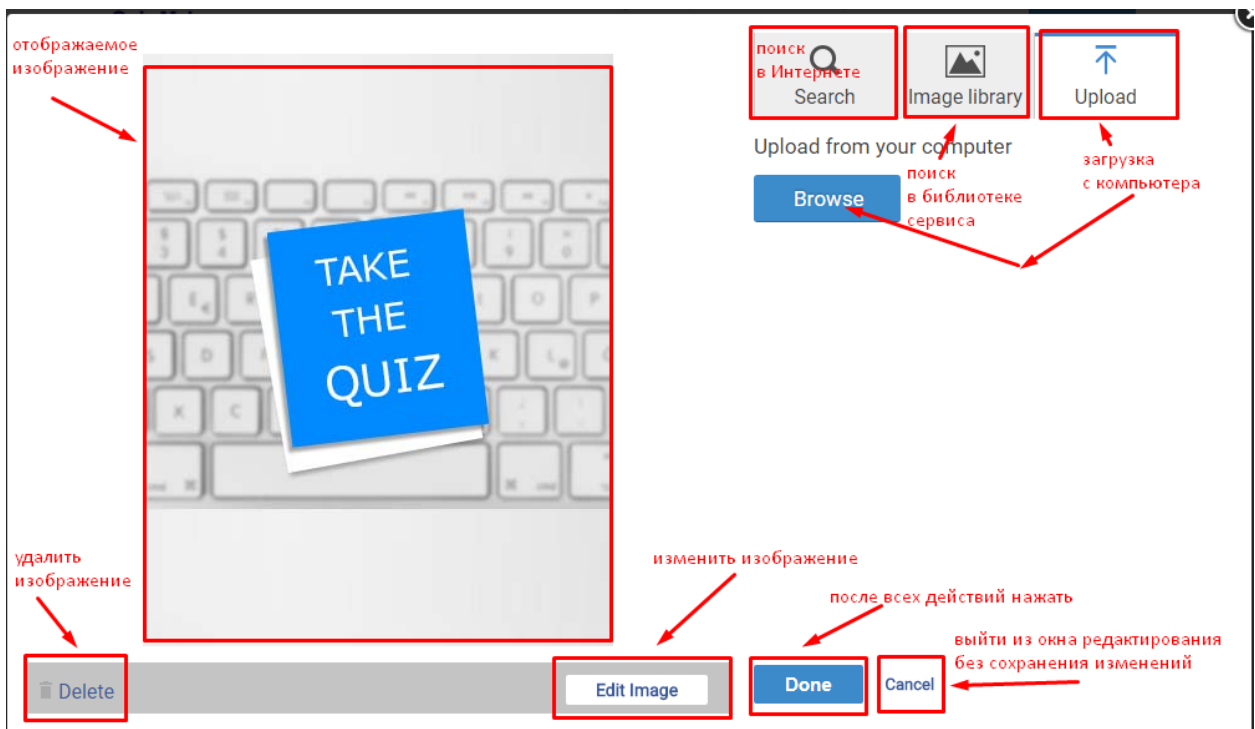 отображаемое
изображение
поиск
в Интернете
Search
Image library
Upload
Upload from your computer
Browse
поиск
в библиотеке
сервиса
загрузка
с компьютера
TAKE
THE
QUIZ
удалить
изображение
изменить изображение
после всех действий нажать
выйти из окна редактирования
без сохранения изменений
Delete
Edit Image
Done
Cancel